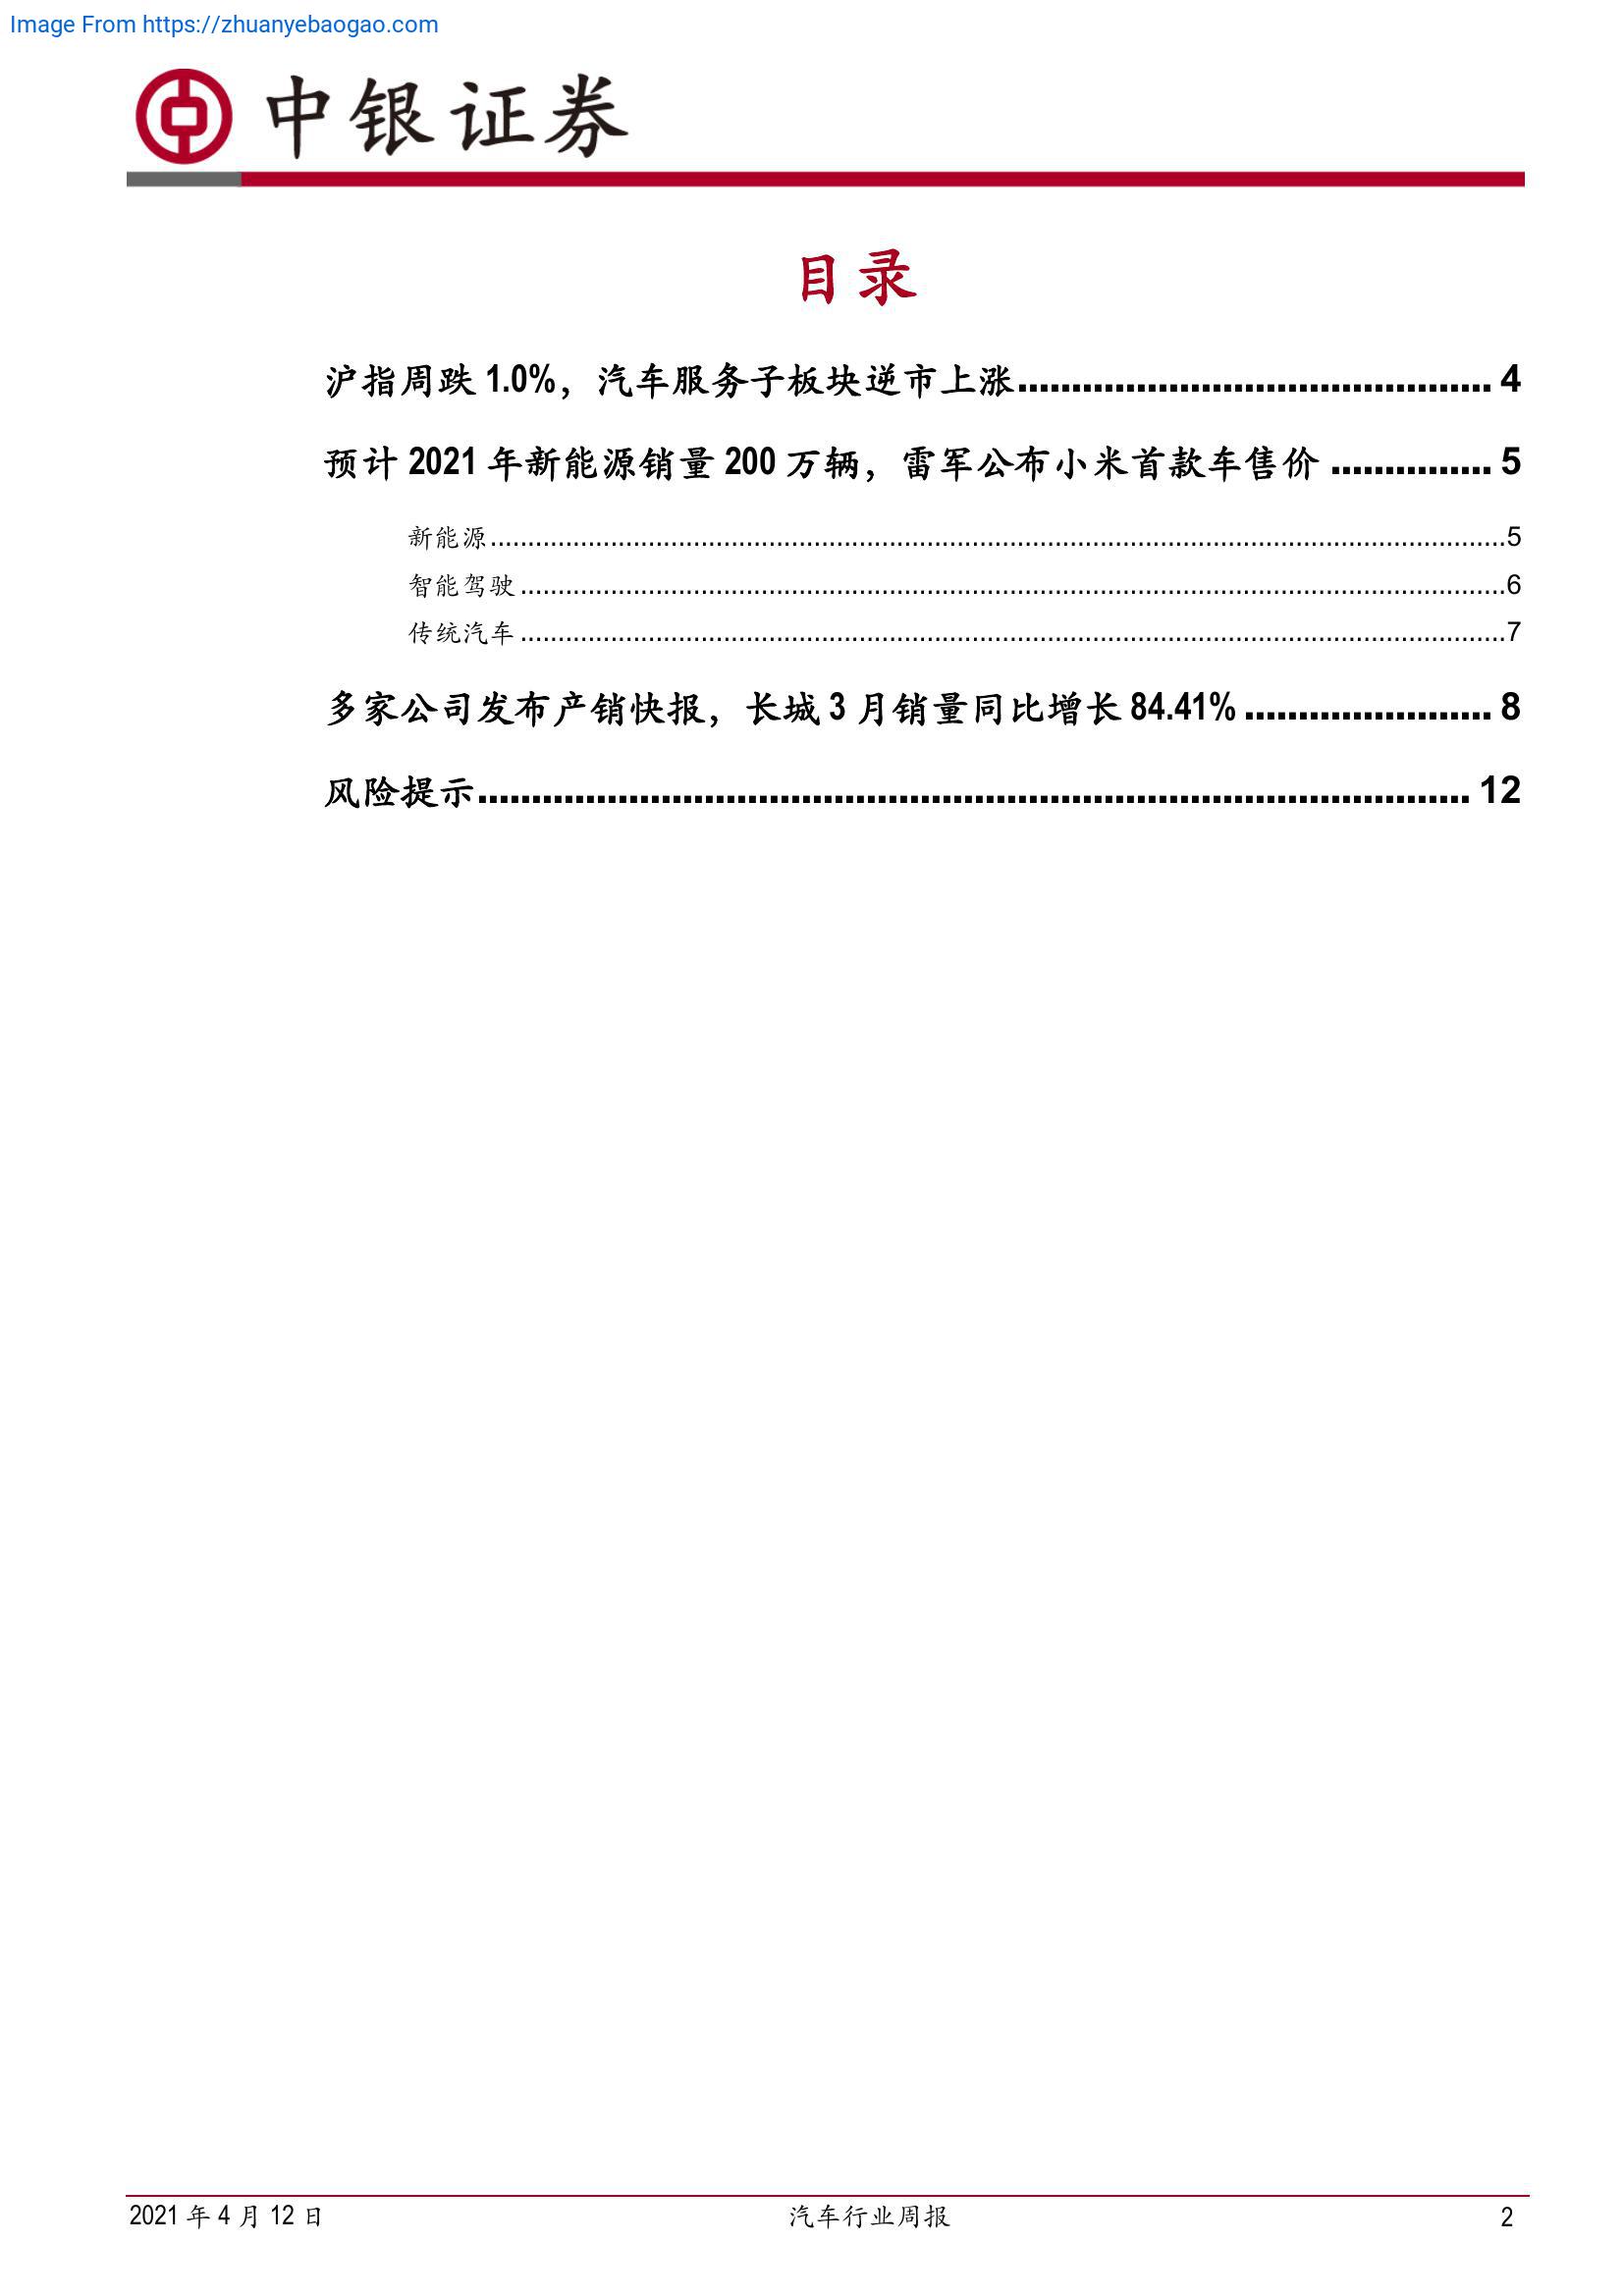 Image From https://zhuanyebaogao.com
中银证券
目录
沪指周跌 1.0%，汽车服务子板块逆市上涨............................................ 4
预计 2021 年新能源销量 200 万辆，雷军公布小米首款车售价 ............... 5
新能源........................................................................................................................................5
智能驾驶....................................................................................................................................6
传统汽车....................................................................................................................................7
多家公司发布产销快报，长城 3 月销量同比增长 84.41% ....................... 8
风险提示............................................................................................ 12
2021 年 4 月 12 日
汽车行业周报
2